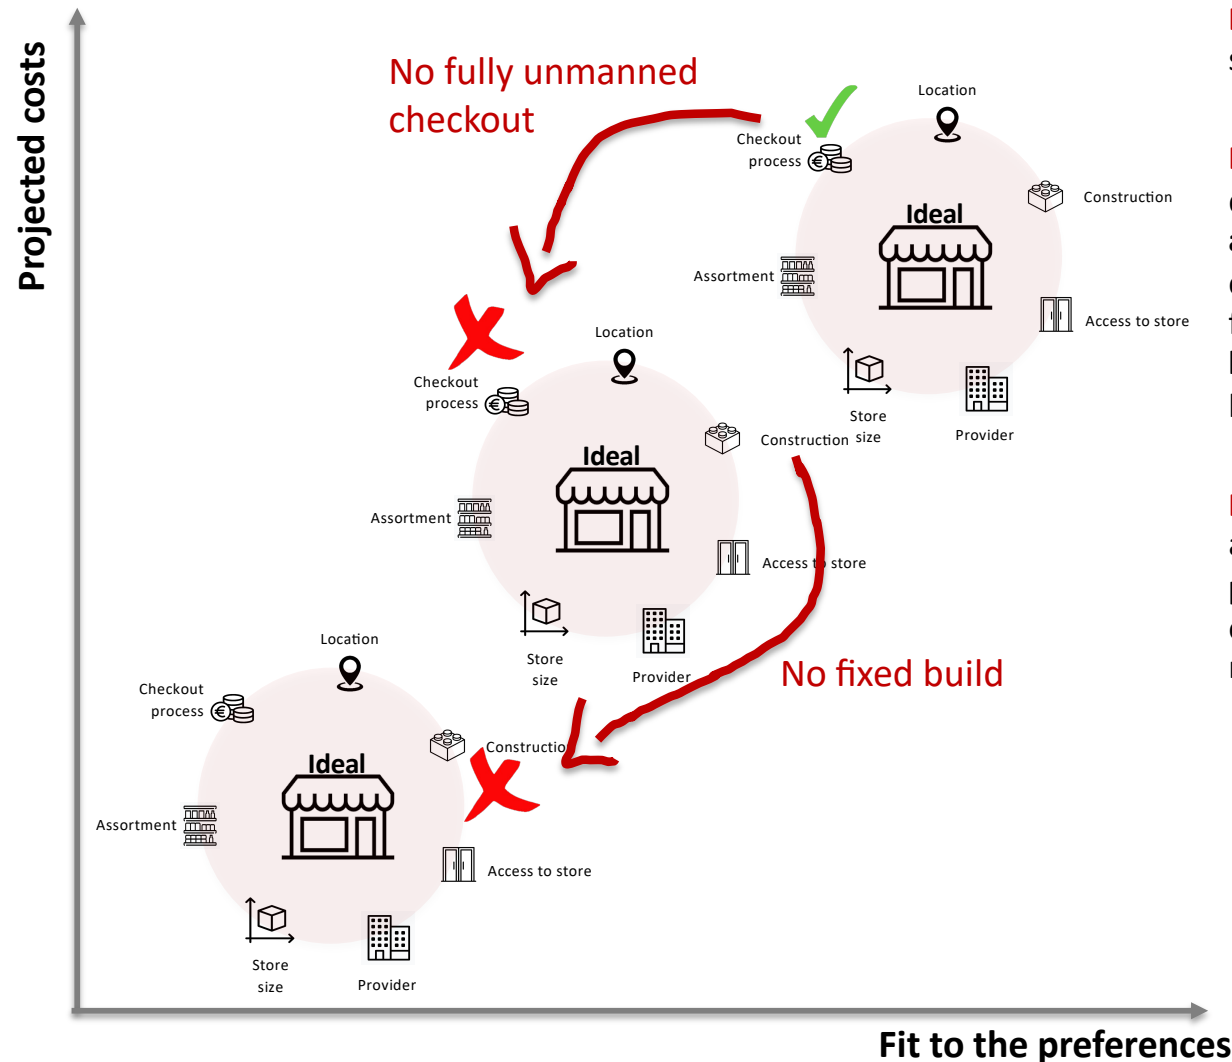 Projected costs
No fully unmanned
checkout
Location
Checkout
process
Construction
Ideal
Assortment
Access to store
Store
size
Provider
Location
Checkout
process
Construction
Ideal
Assortment
Access to store
Store
size
Provider
No fixed build
Location
Checkout
process
Construction
Ideal
Assortment
Access to store
Store
size
Provider
Fit to the preferences